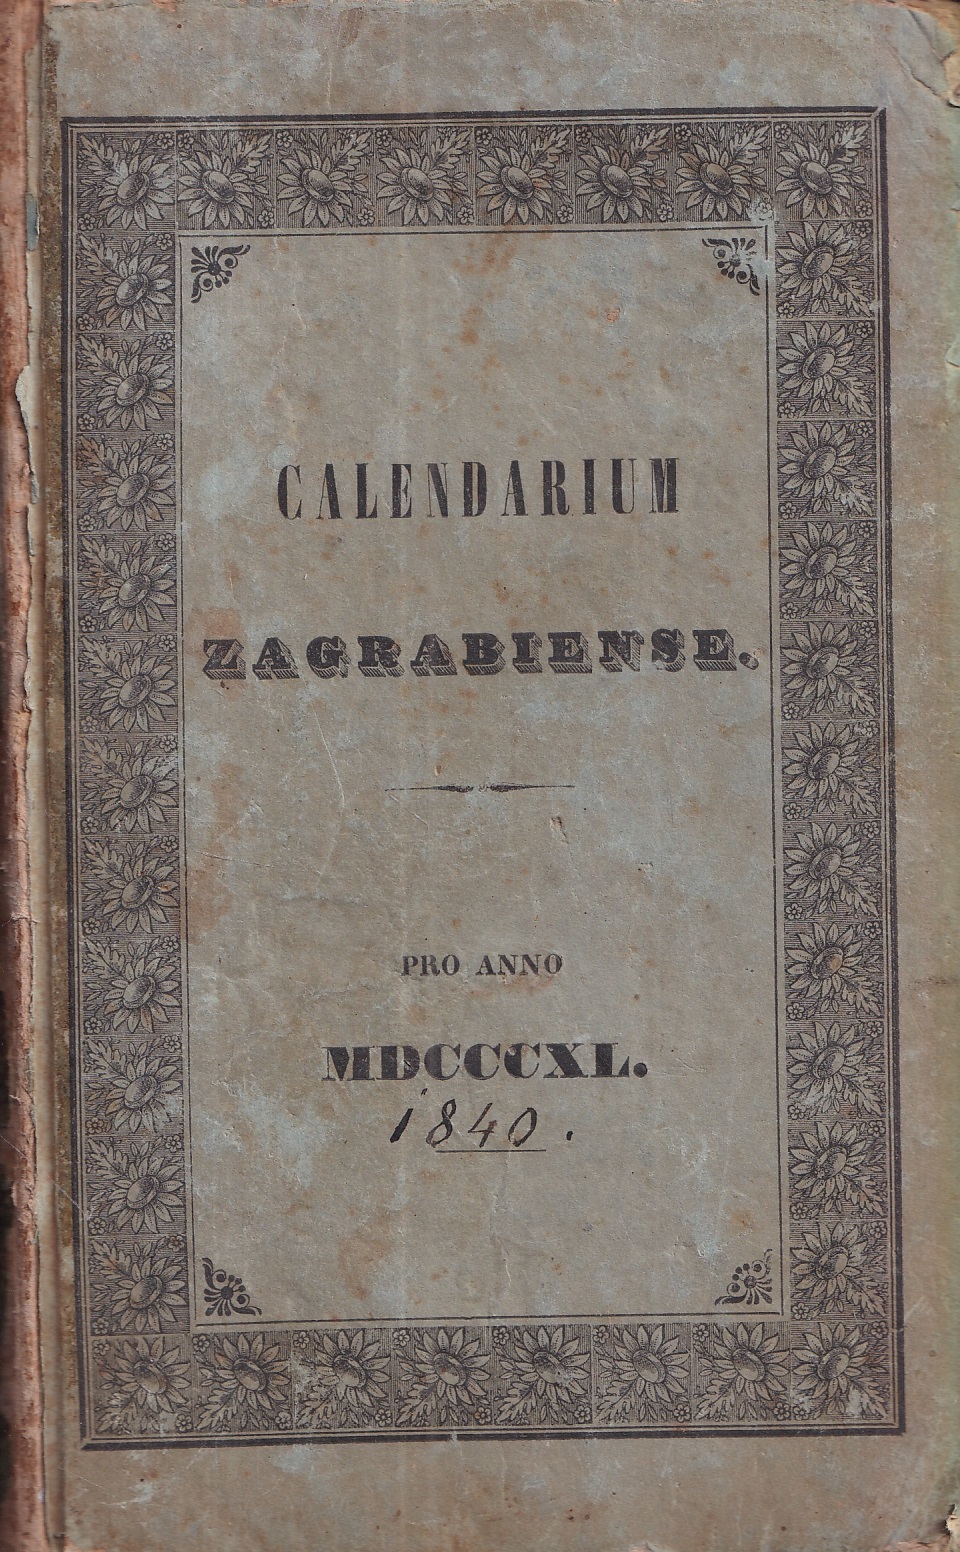 CALENDARIUM
ZAGRABIENSE.
PRO ANNO
MDCCCXL.
1840.